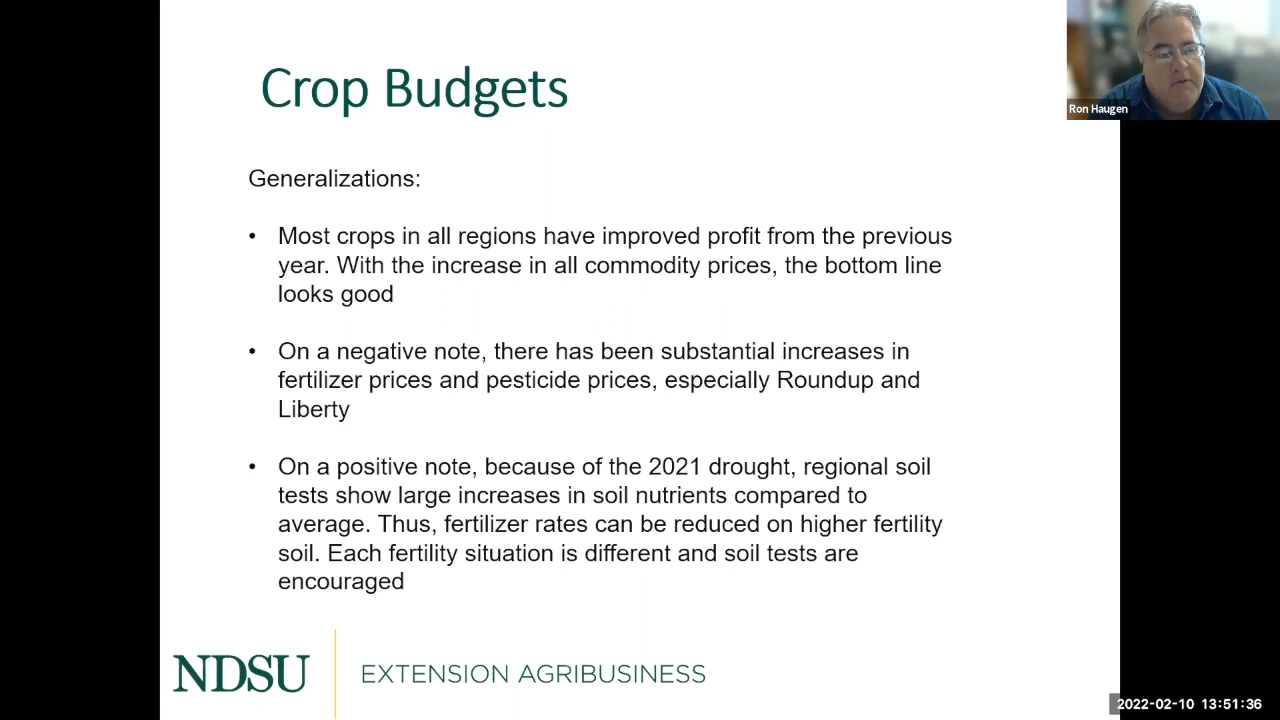 Crop Budgets
Ron Haugen
Generalizations:
• Most crops in all regions have improved profit from the previous
year. With the increase in all commodity prices, the bottom line
looks good
• On a negative note, there has been substantial increases in
fertilizer prices and pesticide prices, especially Roundup and
Liberty
• On a positive note, because of the 2021 drought, regional soil
tests show large increases in soil nutrients compared to
average. Thus, fertilizer rates can be reduced on higher fertility
soil. Each fertility situation is different and soil tests are
encouraged
NDSU EXTENSION AGRIBUSINESS
2022-02-10 13:51:36